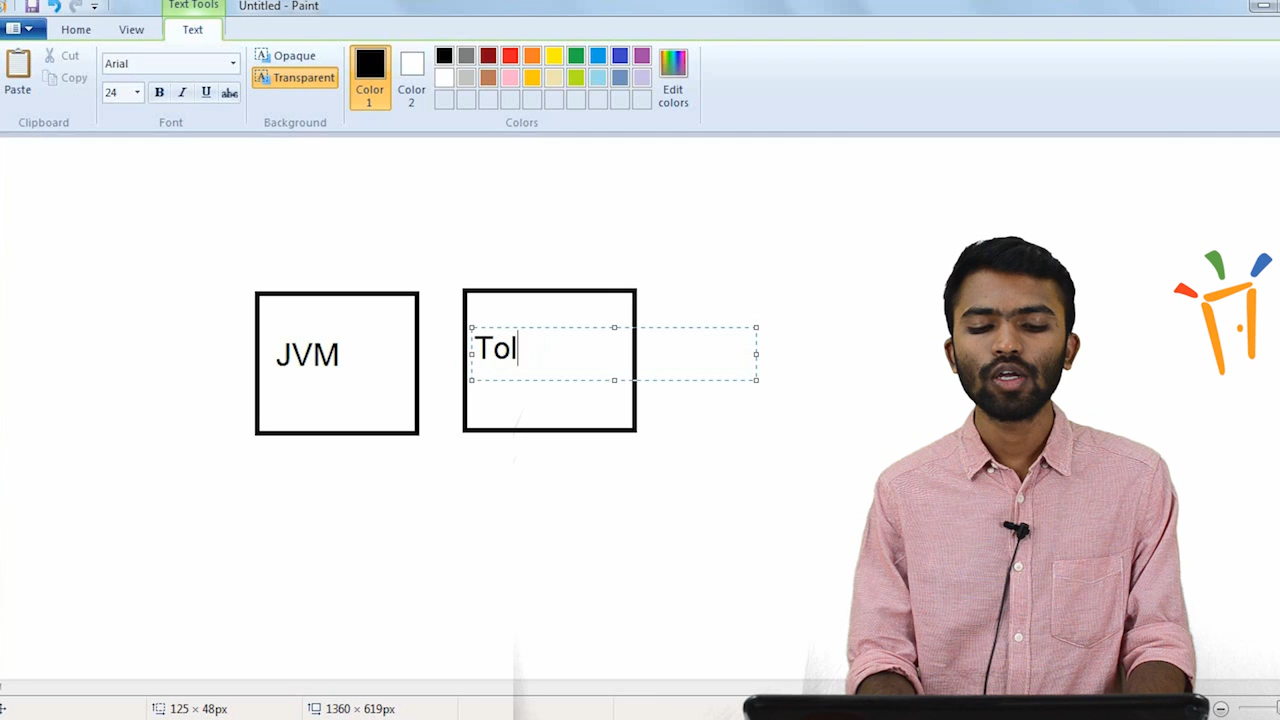 Text Tools
Untitled - Paint
Home
View
Text
Paste
Cut
Copy
Clipboard
Arial
24
B
I
U
abc
Font
Opaque
Transparent
Background
Color
1
Color
2
Edit
colors
Colors
JVM
Tol
125 × 48px
1360 × 619px